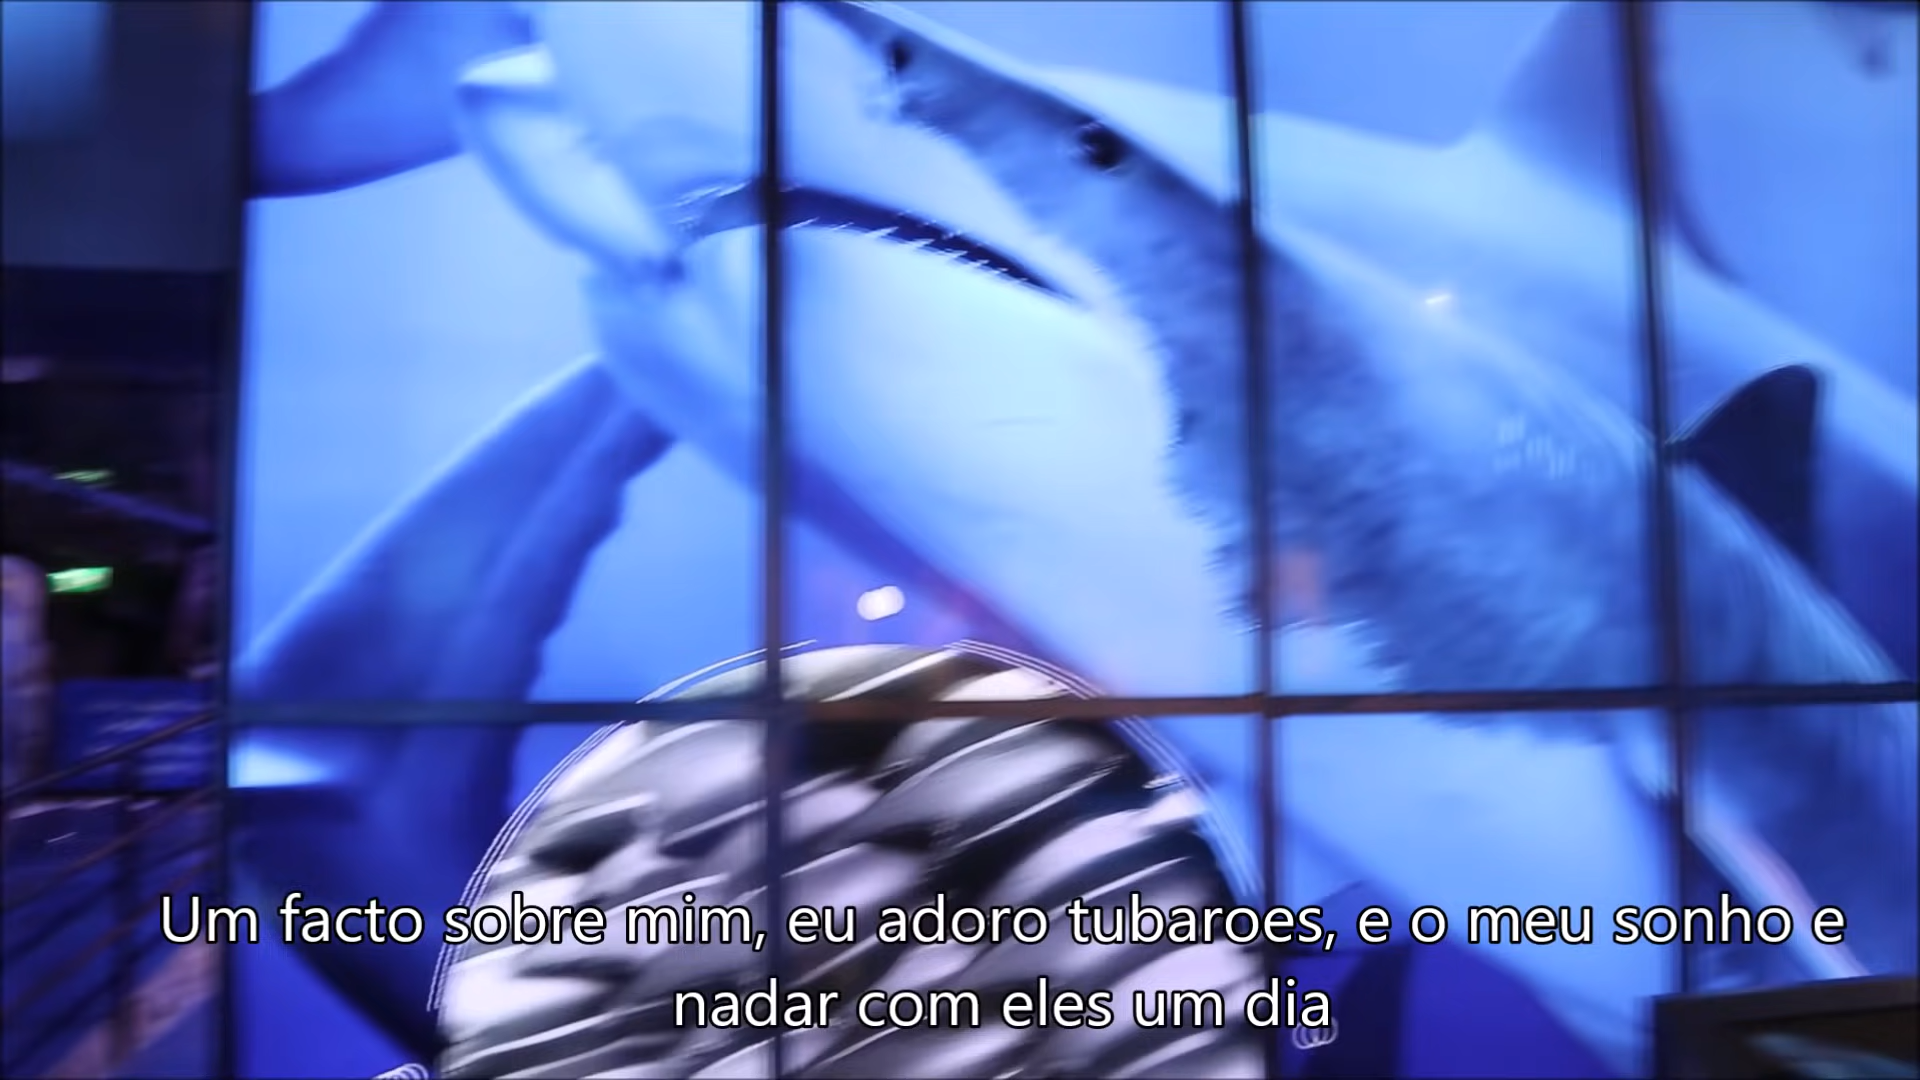 Um facto sobre mim, eu adoro tubaroes, e o meu sonho e
nadar com eles um dia